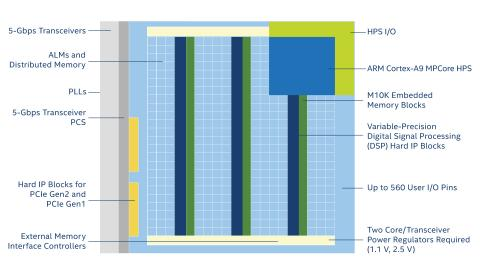 5-Gbps Transceivers
ALMs and
Distributed Memory
PLLs
5-Gbps Transceiver
PCS
Hard IP Blocks for
PCIe Gen2 and
PCIe Gen1
External Memory
Interface Controllers
HPS I/O
ARM Cortex-A9 MPCore HPS
M10K Embedded
Memory Blocks
Variable-Precision
Digital Signal Processing
(DSP) Hard IP Blocks
Up to 560 User I/O Pins
Two Core/Transceiver
Power Regulators Required
(1.1 V, 2.5 V)